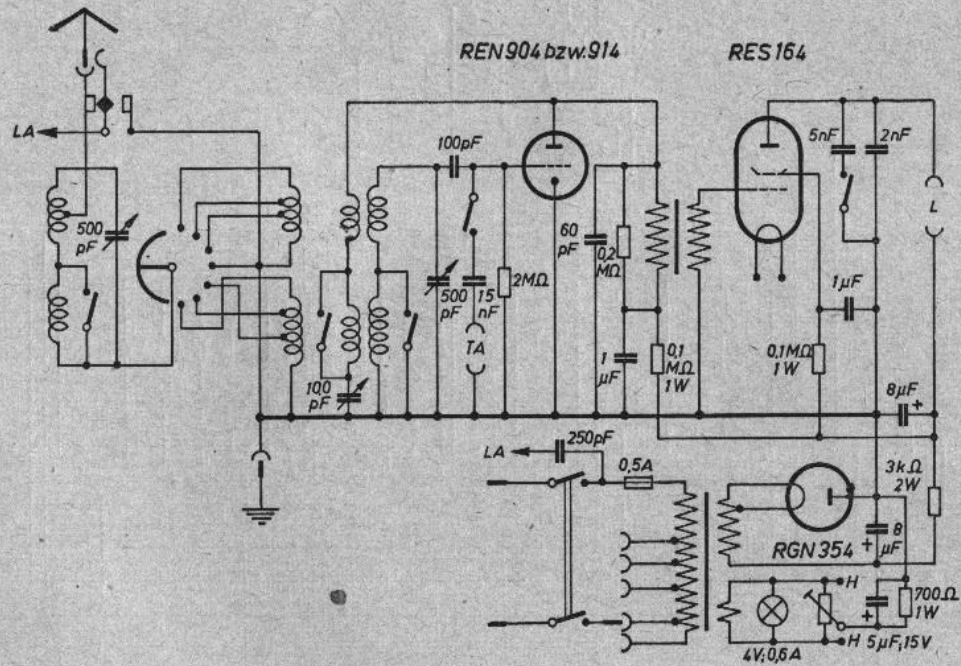 REN 904 bzw. 914
RES 164
LA
100pF
5nF
2nF
L
500
pF
60
pF
0,2
MΩ
2MΩ
500
pF
15
nF
TA
1µF
1
µF
0,1
MΩ
1W
0,1MΩ
1W
100
pF
8µF
+
LA
250pF
0,5A
3kΩ
2W
RGN 354
+
8
µF
H
700Ω
1W
+
H
5µF; 15V
4V; 0,6A